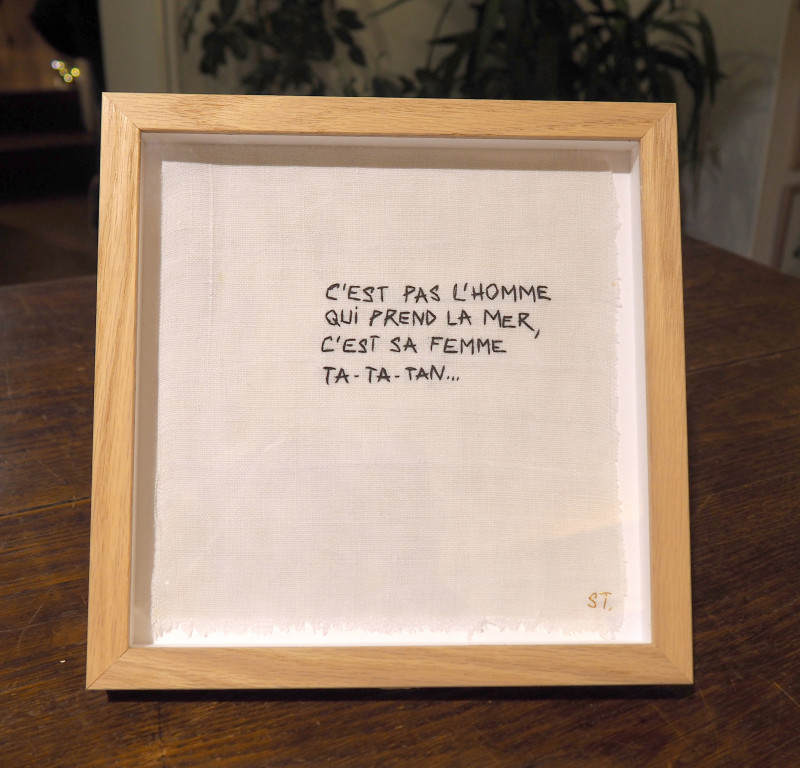 C'EST PAS L'HOMME
QUi PREND LA MER,
C'EST SA FEMME
TA-TA-TAN...
ST.